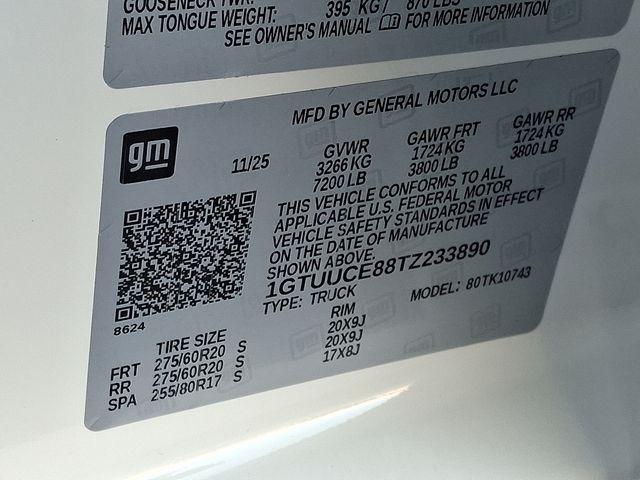 GOOSENECK TWR:
MAX TONGUE WEIGHT: 395 KG / 870 LBS
SEE OWNER'S MANUAL FOR MORE INFORMATION
MFD BY GENERAL MOTORS LLC
gm
11/25
GVWR GAWR FRT GAWR RR
3266 KG 1724 KG 1724 KG
7200 LB 3800 LB 3800 LB
THIS VEHICLE CONFORMS TO ALL
APPLICABLE U.S. FEDERAL MOTOR
VEHICLE SAFETY STANDARDS IN EFFECT
ON THE DATE OF MANUFACTURE
SHOWN ABOVE.
1GTUUCE88TZ233890
TYPE: TRUCK MODEL: 80TK10743
8624
TIRE SIZE RIM
FRT 275/60R20 S 20X9J
RR 275/60R20 S 20X9J
SPA 255/80R17 S 17X8J